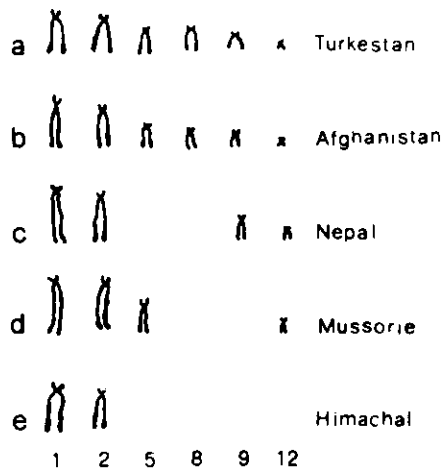 a Turkestan
b Afghanistan
c Nepal
d Mussorie
e Himachal
1 2 5 8 9 12